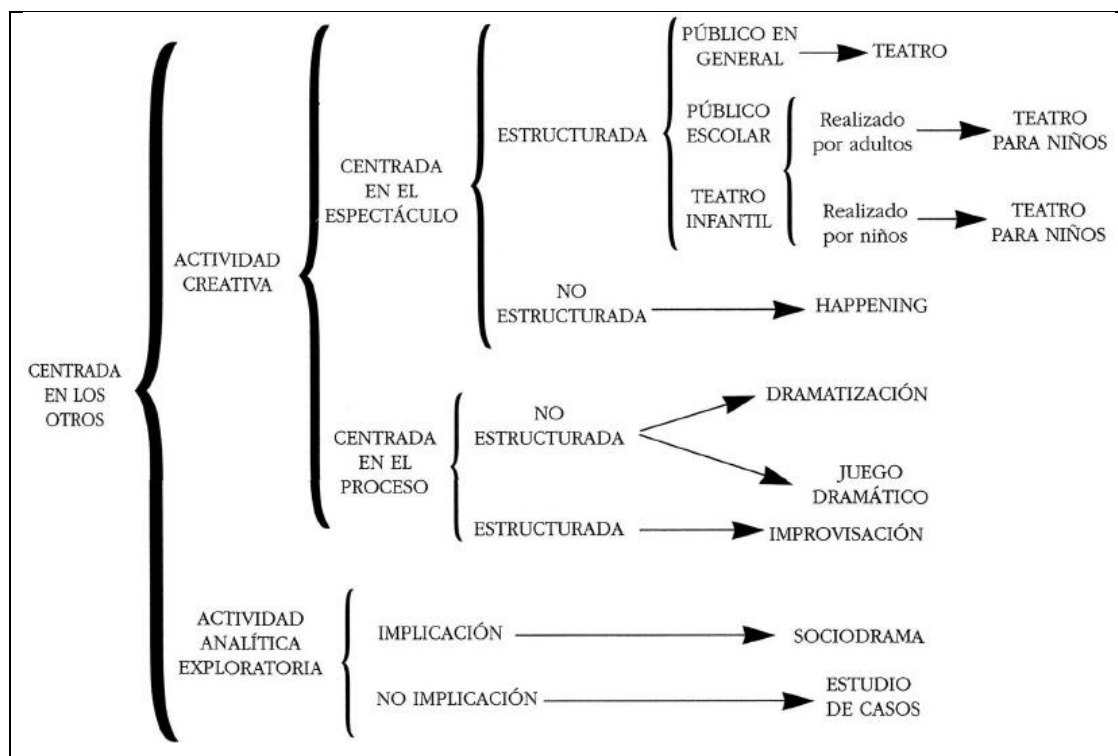 PÚBLICO EN
GENERAL
TEATRO
PÚBLICO
ESCOLAR
Realizado
por adultos
TEATRO
PARA NIÑOS
ESTRUCTURADA
CENTRADA
EN EL
ESPECTÁCULO
TEATRO
INFANTIL
Realizado
por niños
TEATRO
PARA NIÑOS
ACTIVIDAD
CREATIVA
NO
ESTRUCTURADA
HAPPENING
CENTRADA
EN LOS
OTROS
DRAMATIZACIÓN
NO
ESTRUCTURADA
CENTRADA
EN EL
PROCESO
JUEGO
DRAMÁTICO
ESTRUCTURADA
IMPROVISACIÓN
ACTIVIDAD
ANALÍTICA
EXPLORATORIA
IMPLICACIÓN
SOCIODRAMA
NO IMPLICACIÓN
ESTUDIO
DE CASOS